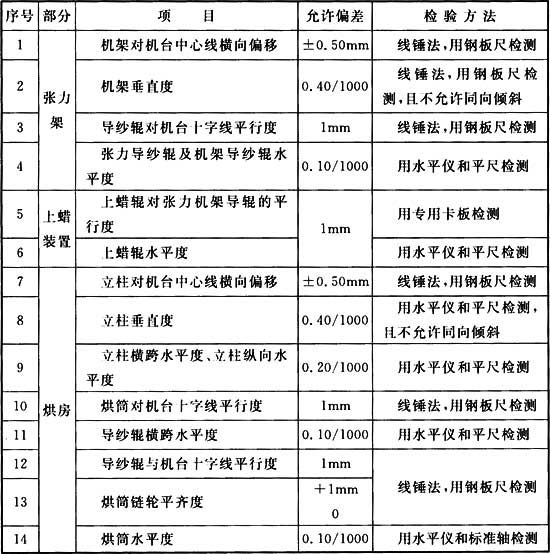 序号 部分 项 目 允许偏差 检验方法
1 机架对机台中心线横向偏移 ±0.50mm 线锤法,用钢板尺检测
张力架
2 机架垂直度 0.40/1000 线锤法,用钢板尺检
测,且不允许同向倾斜
3 导纱辊对机台十字线平行度 1mm 线锤法,用钢板尺检测
4 张力导纱辊及机架导纱辊水
平度 0.10/1000 用水平仪和平尺检测
上蜡装置
5 上蜡辊对张力机架导辊的平
行度 1mm 用专用卡板检测
6 上蜡辊水平度 用水平仪和平尺检测
7 立柱对机台中心线横向偏移 ±0.50mm 线锤法,用钢板尺检测
烘房
8 立柱垂直度 0.40/1000 用水平仪和平尺检测,
且不允许同向倾斜
9 立柱横跨水平度、立柱纵向水
平度 0.20/1000 用水平仪和平尺检测
10 烘筒对机台十字线平行度 1mm 线锤法,用钢板尺检测
11 导纱辊横跨水平度 0.10/1000 用水平仪和平尺检测
12 导纱辊与机台十字线平行度 1mm 线锤法,用钢板尺检测
13 烘筒链轮平齐度 +1mm
0
14 烘筒水平度 0.10/1000 用水平仪和标准轴检测